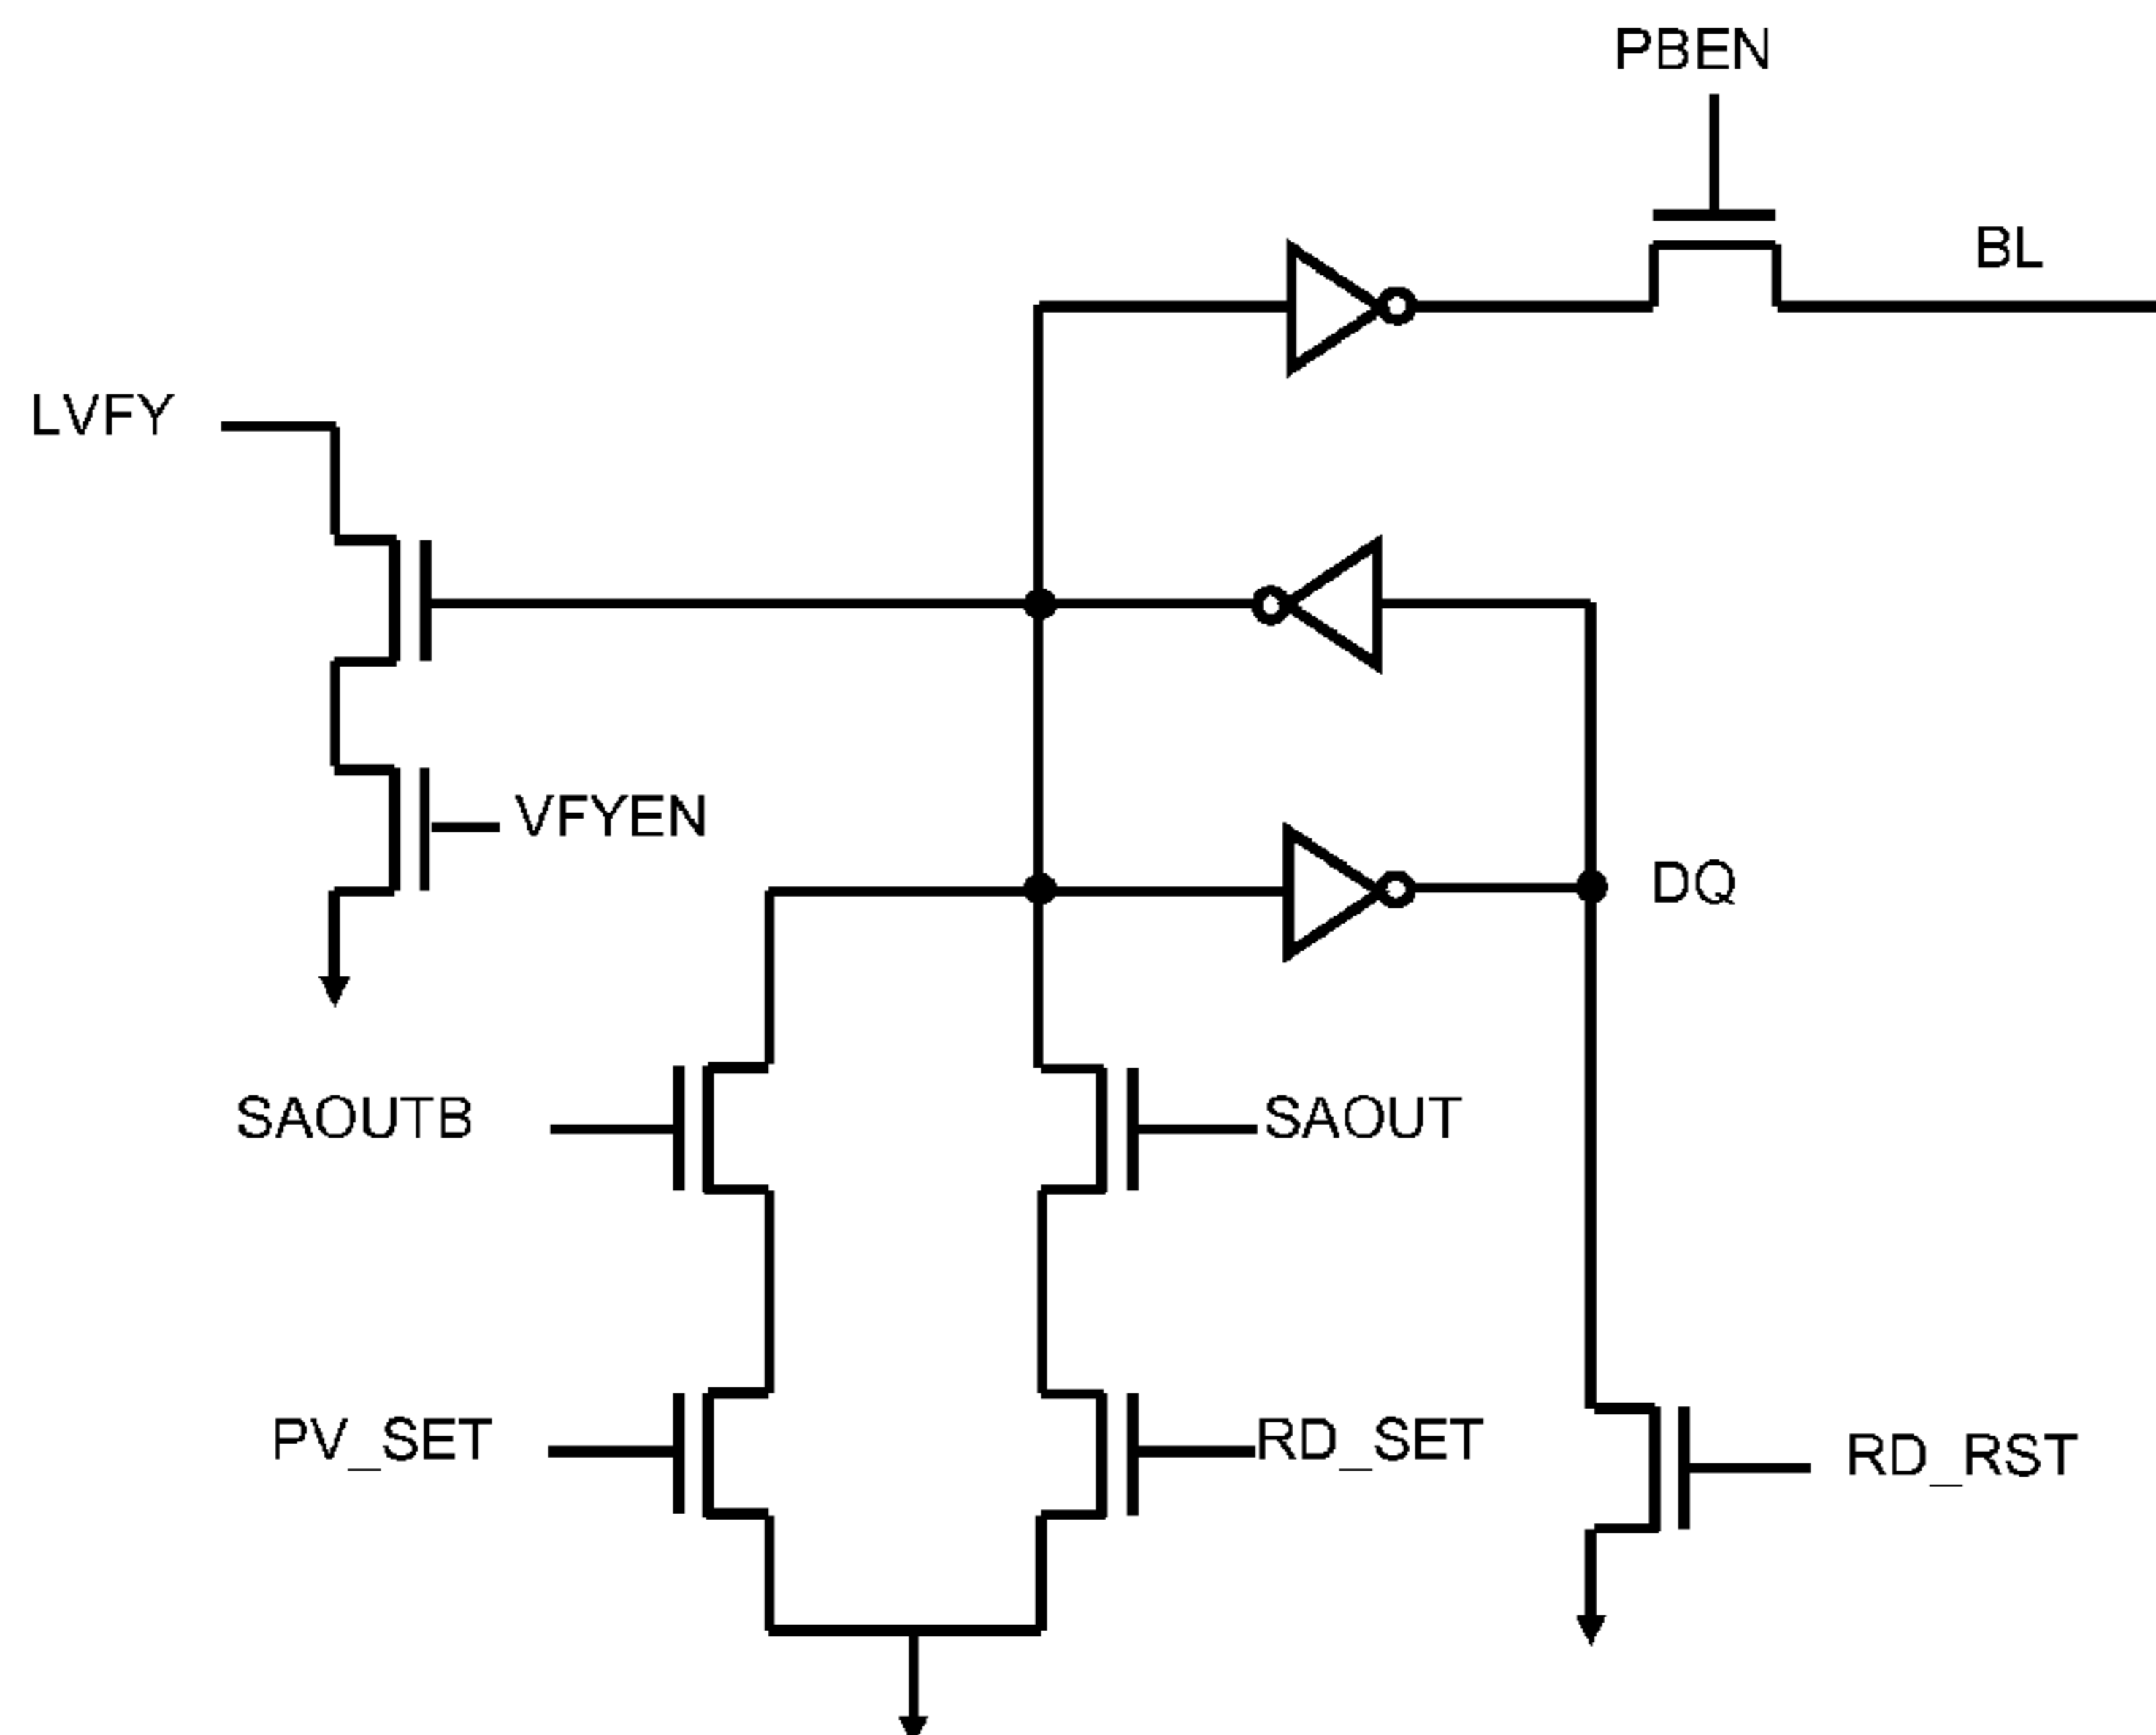 PBEN
BL
LVFY
VFYEN
DQ
SAOUTB
SAOUT
PV_SET
RD_SET
RD_RST